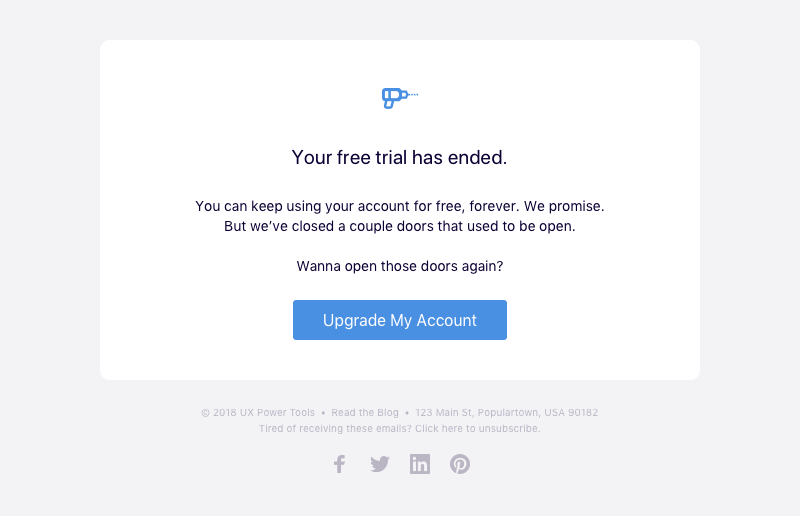 Your free trial has ended.
You can keep using your account for free, forever. We promise.
But we’ve closed a couple doors that used to be open.
Wanna open those doors again?
Upgrade My Account
© 2018 UX Power Tools • Read the Blog • 123 Main St, Populartown, USA 90182
Tired of receiving these emails? Click here to unsubscribe.